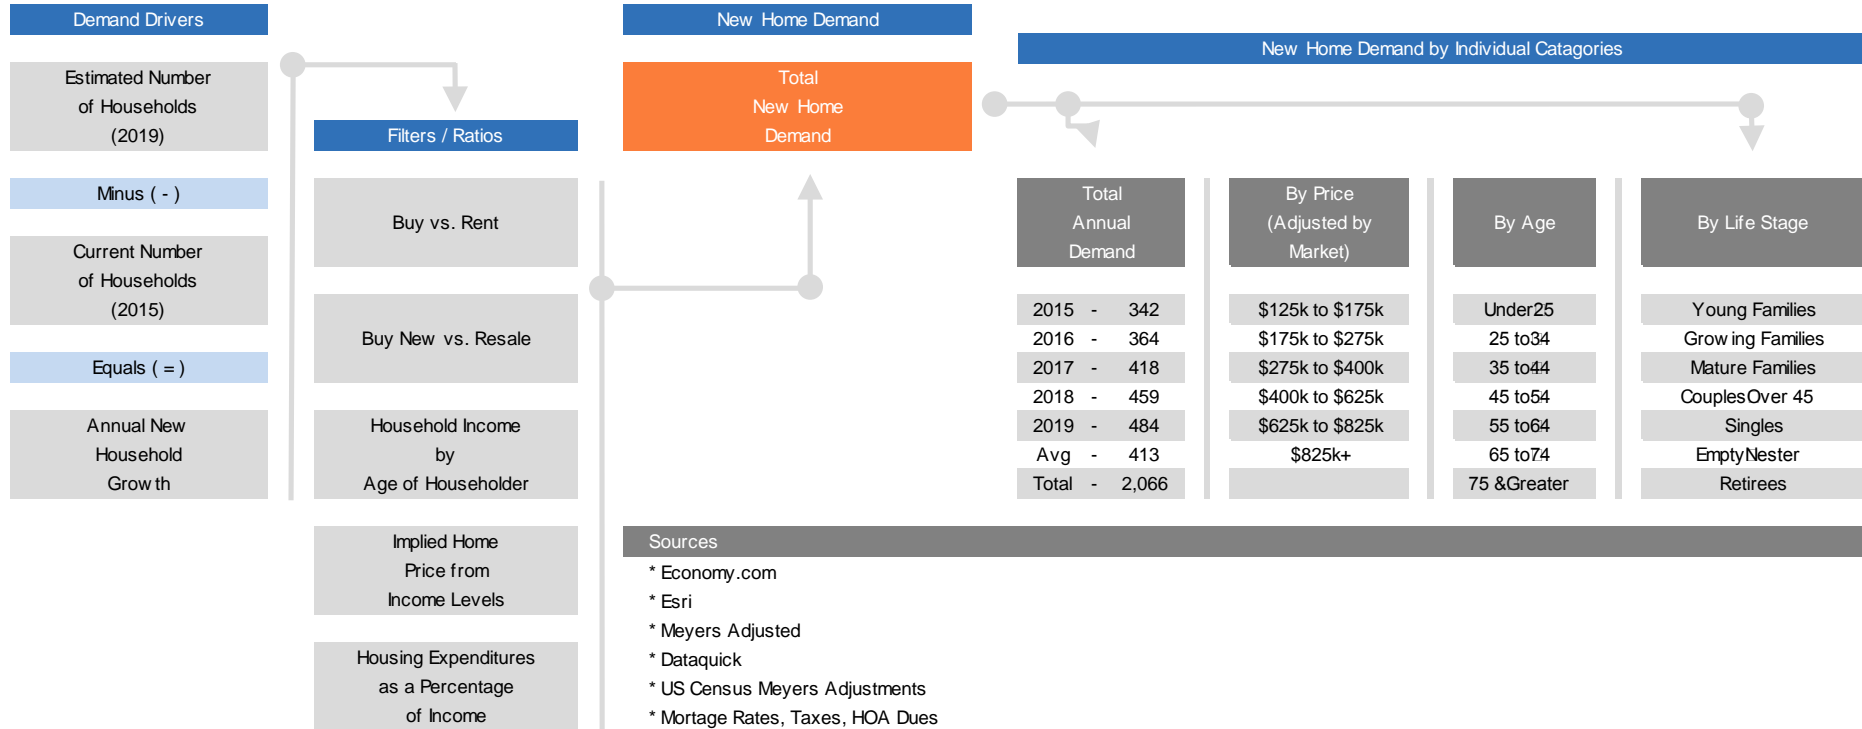 Demand Drivers
Estimated Number
of Households
(2019)
Minus ( - )
Current Number
of Households
(2015)
Equals ( = )
Annual New
Household
Growth
Filters / Ratios
Buy vs. Rent
Buy New vs. Resale
Household Income
by
Age of Householder
Implied Home
Price from
Income Levels
Housing Expenditures
as a Percentage
of Income
New Home Demand
Total
New Home
Demand
New Home Demand by Individual Catagories
Total
Annual
Demand
2015 - 342
2016 - 364
2017 - 418
2018 - 459
2019 - 484
Avg - 413
Total - 2,066
By Price
(Adjusted by
Market)
$125k to $175k
$175k to $275k
$275k to $400k
$400k to $625k
$625k to $825k
$825k+
By Age
Under25
25 to34
35 to44
45 to54
55 to64
65 to74
75 &Greater
By Life Stage
Young Families
Growing Families
Mature Families
CouplesOver 45
Singles
EmptyNester
Retirees
Sources
* Economy.com
* Esri
* Meyers Adjusted
* Dataquick
* US Census Meyers Adjustments
* Mortage Rates, Taxes, HOA Dues